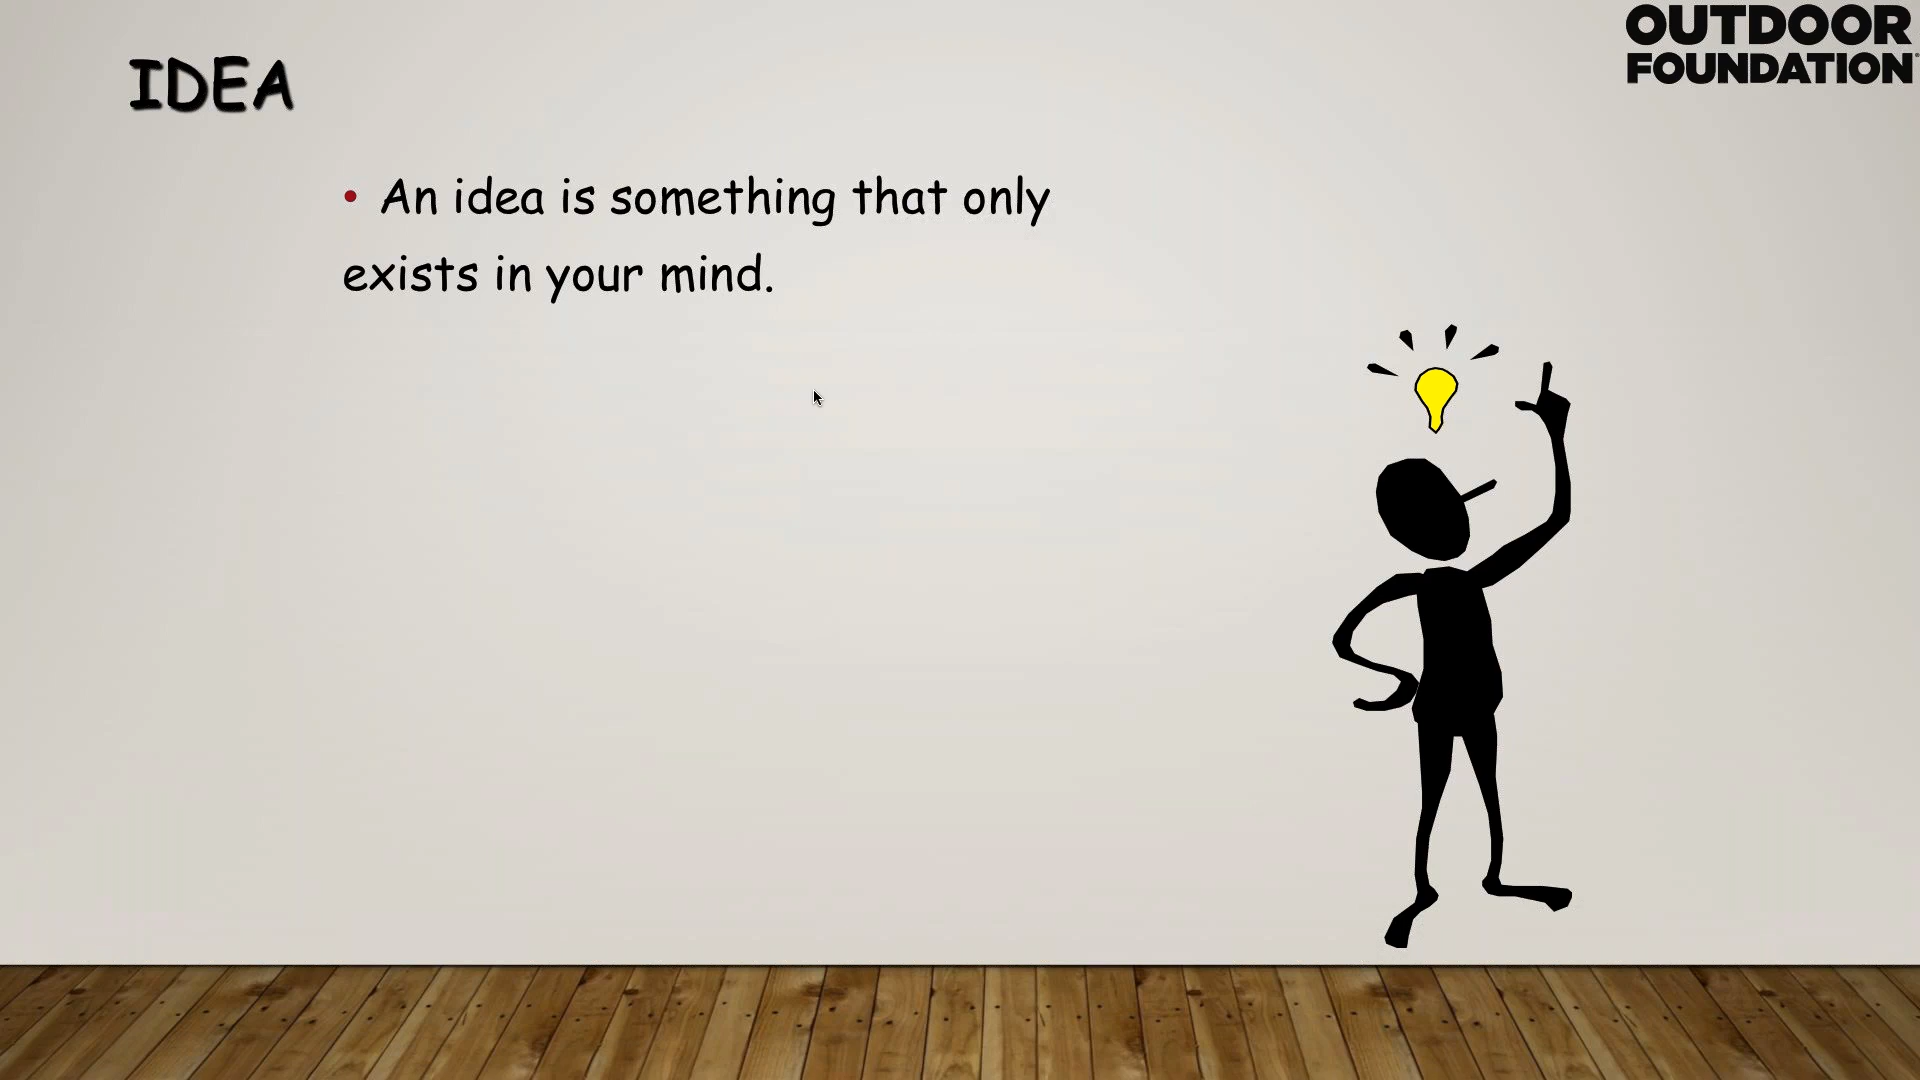 OUTDOOR
FOUNDATION
IDEA
• An idea is something that only
exists in your mind.